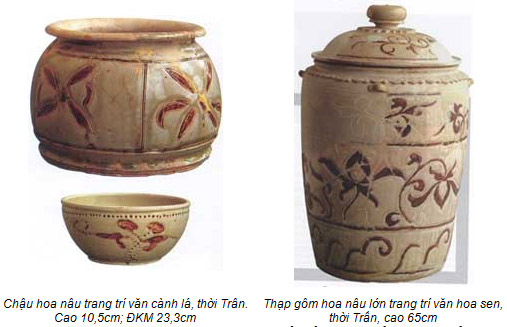 Chậu hoa nâu trang trí văn cành lá, thời Trần.
Cao 10,5cm; ĐKM 23,3cm
Thạp gôm hoa nâu lớn trang trí văn hoa sen,
thời Trần, cao 65cm